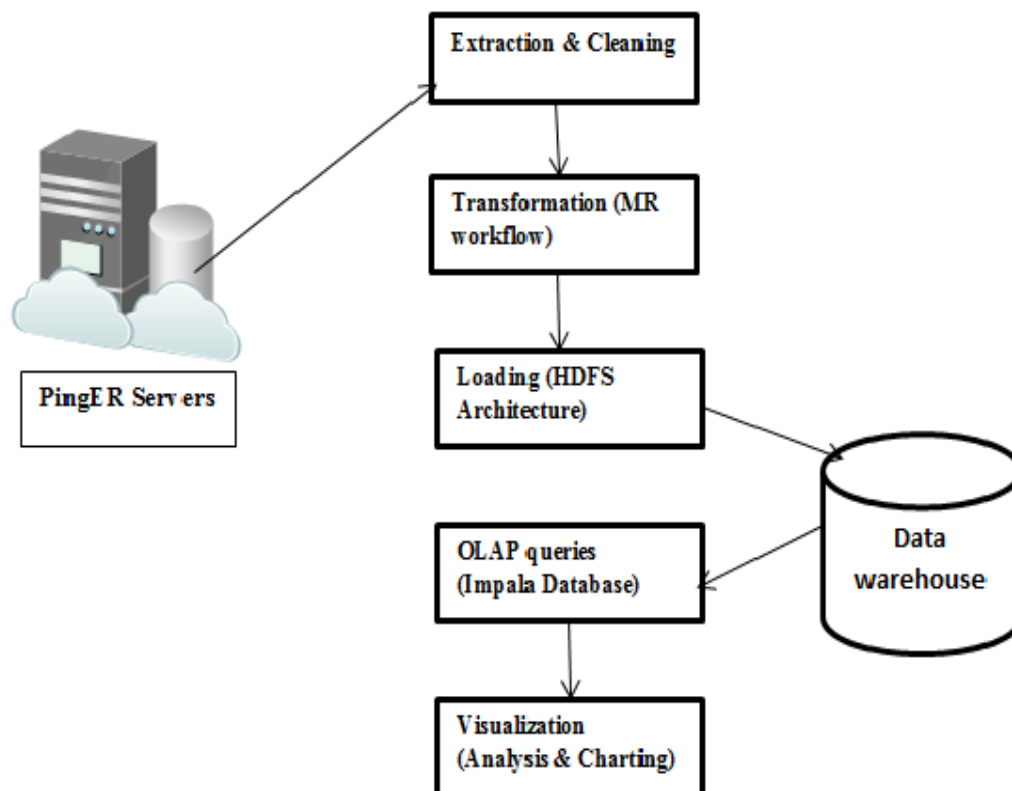 Extraction & Cleaning
Transformation (MR
workflow)
PingER Servers
Loading (HDFS
Architecture)
OLAP queries
(Impala Database)
Data
warehouse
Visualization
(Analysis & Charting)